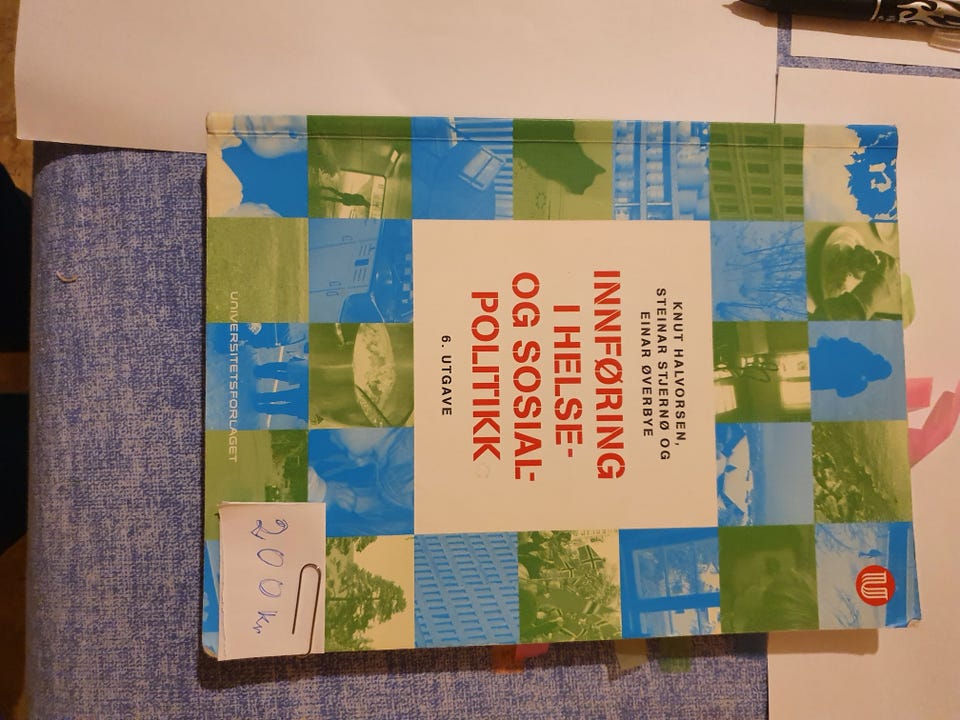 KNUT HALVORSEN,
STEINAR STJERNØ OG
EINAR ØVERBYE
INNFØRING
I HELSE-
OG SOSIAL-
POLITIKK
6. UTGAVE
UNIVERSITETSFORLAGET
200 kr